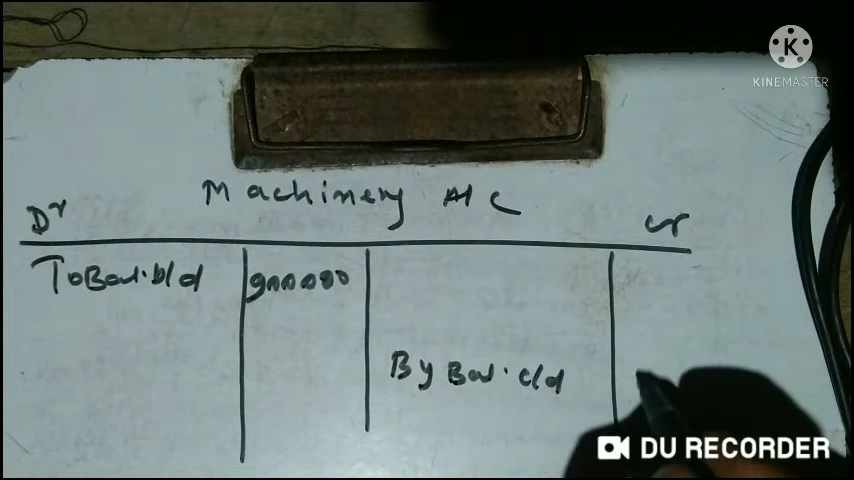 KINEMASTER
Machinery A/c
Dr Cr
To Bal. b/d 900000
By Bal. c/d
DU RECORDER